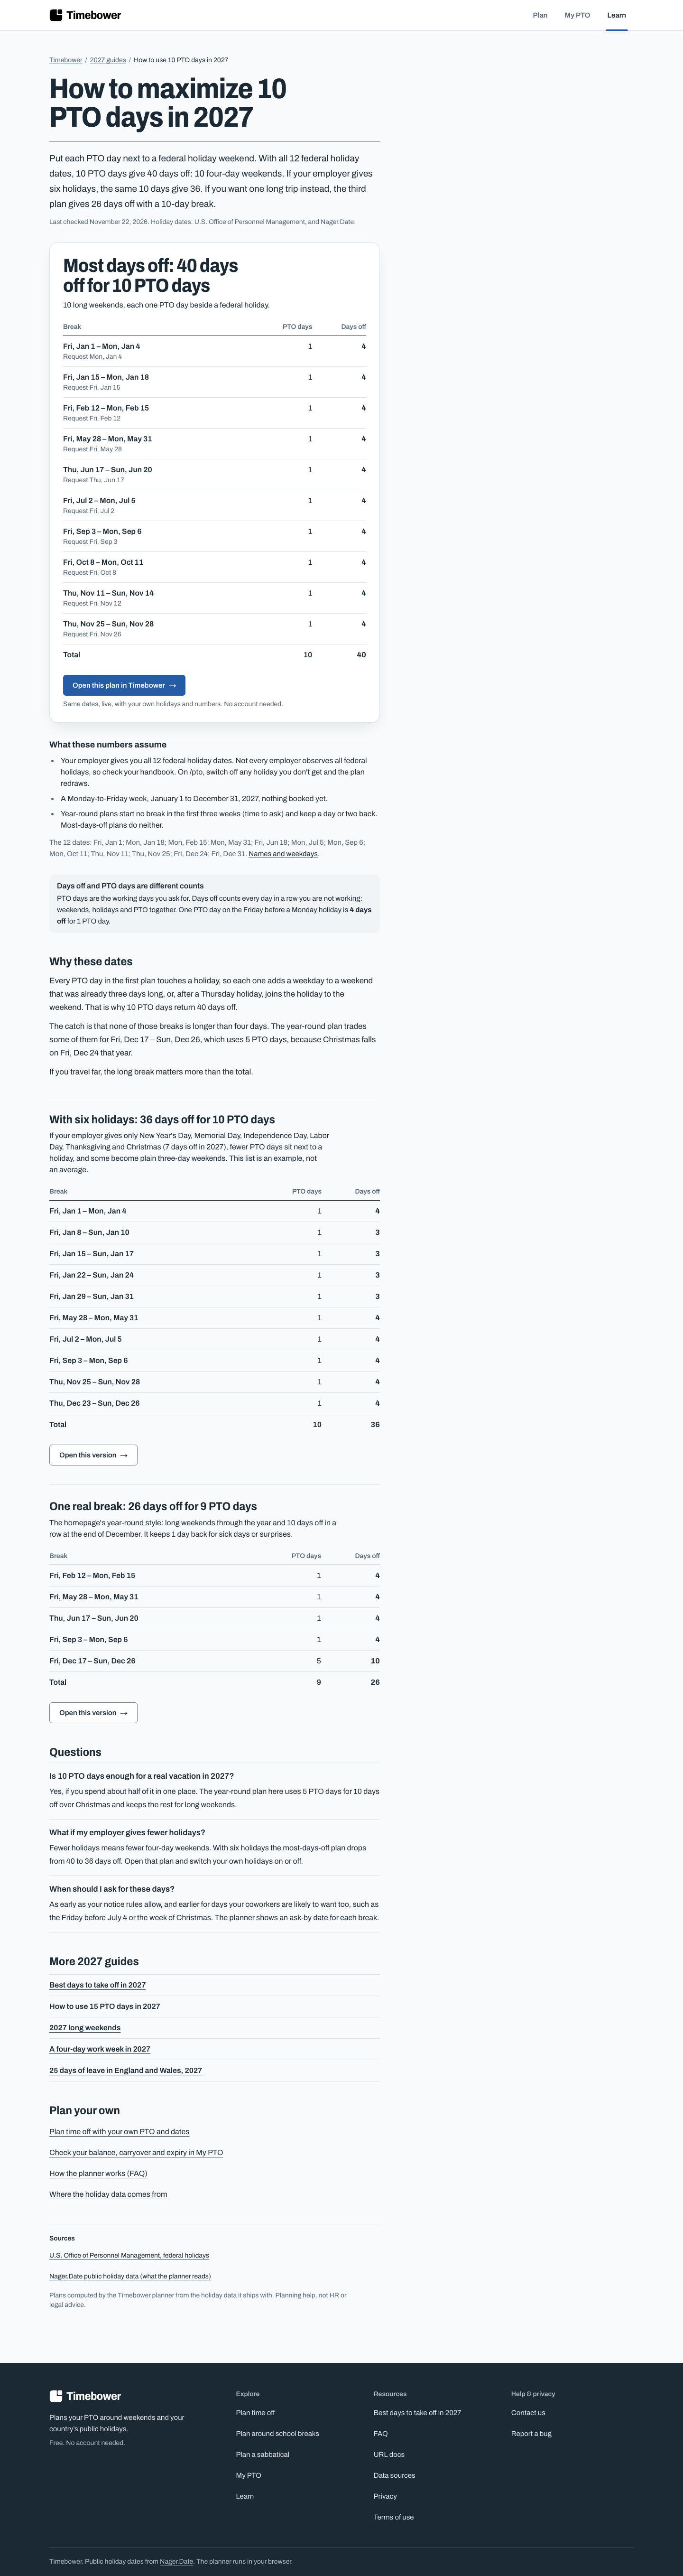 Timebower
Plan My PTO Learn
Timebower / 2027 guides / How to use 10 PTO days in 2027
How to maximize 10
PTO days in 2027
Put each PTO day next to a federal holiday weekend. With all 12 federal holiday
dates, 10 PTO days give 40 days off: 10 four-day weekends. If your employer gives
six holidays, the same 10 days give 36. If you want one long trip instead, the third
plan gives 26 days off with a 10-day break.
Last checked November 22, 2026. Holiday dates: U.S. Office of Personnel Management, and Nager.Date.
Most days off: 40 days
off for 10 PTO days
10 long weekends, each one PTO day beside a federal holiday.
Break PTO days Days off
Fri, Jan 1 – Mon, Jan 4 1 4
Request Mon, Jan 4
Fri, Jan 15 – Mon, Jan 18 1 4
Request Fri, Jan 15
Fri, Feb 12 – Mon, Feb 15 1 4
Request Fri, Feb 12
Fri, May 28 – Mon, May 31 1 4
Request Fri, May 28
Thu, Jun 17 – Sun, Jun 20 1 4
Request Thu, Jun 17
Fri, Jul 2 – Mon, Jul 5 1 4
Request Fri, Jul 2
Fri, Sep 3 – Mon, Sep 6 1 4
Request Fri, Sep 3
Fri, Oct 8 – Mon, Oct 11 1 4
Request Fri, Oct 8
Thu, Nov 11 – Sun, Nov 14 1 4
Request Fri, Nov 12
Thu, Nov 25 – Sun, Nov 28 1 4
Request Fri, Nov 26
Total 10 40
Open this plan in Timebower →
Same dates, live, with your own holidays and numbers. No account needed.
What these numbers assume
• Your employer gives you all 12 federal holiday dates. Not every employer observes all federal
holidays, so check your handbook. On /pto, switch off any holiday you don't get and the plan
redraws.
• A Monday-to-Friday week, January 1 to December 31, 2027, nothing booked yet.
• Year-round plans start no break in the first three weeks (time to ask) and keep a day or two back.
Most-days-off plans do neither.
The 12 dates: Fri, Jan 1; Mon, Jan 18; Mon, Feb 15; Mon, May 31; Fri, Jun 18; Mon, Jul 5; Mon, Sep 6;
Mon, Oct 11; Thu, Nov 11; Thu, Nov 25; Fri, Dec 24; Fri, Dec 31. Names and weekdays.
Days off and PTO days are different counts
PTO days are the working days you ask for. Days off counts every day in a row you are not working:
weekends, holidays and PTO together. One PTO day on the Friday before a Monday holiday is 4 days
off for 1 PTO day.
Why these dates
Every PTO day in the first plan touches a holiday, so each one adds a weekday to a weekend
that was already three days long, or, after a Thursday holiday, joins the holiday to the
weekend. That is why 10 PTO days return 40 days off.
The catch is that none of those breaks is longer than four days. The year-round plan trades
some of them for Fri, Dec 17 – Sun, Dec 26, which uses 5 PTO days, because Christmas falls
on Fri, Dec 24 that year.
If you travel far, the long break matters more than the total.
With six holidays: 36 days off for 10 PTO days
If your employer gives only New Year's Day, Memorial Day, Independence Day, Labor
Day, Thanksgiving and Christmas (7 days off in 2027), fewer PTO days sit next to a
holiday, and some become plain three-day weekends. This list is an example, not
an average.
Break PTO days Days off
Fri, Jan 1 – Mon, Jan 4 1 4
Fri, Jan 8 – Sun, Jan 10 1 3
Fri, Jan 15 – Sun, Jan 17 1 3
Fri, Jan 22 – Sun, Jan 24 1 3
Fri, Jan 29 – Sun, Jan 31 1 3
Fri, May 28 – Mon, May 31 1 4
Fri, Jul 2 – Mon, Jul 5 1 4
Fri, Sep 3 – Mon, Sep 6 1 4
Thu, Nov 25 – Sun, Nov 28 1 4
Thu, Dec 23 – Sun, Dec 26 1 4
Total 10 36
Open this version →
One real break: 26 days off for 9 PTO days
The homepage's year-round style: long weekends through the year and 10 days off in a
row at the end of December. It keeps 1 day back for sick days or surprises.
Break PTO days Days off
Fri, Feb 12 – Mon, Feb 15 1 4
Fri, May 28 – Mon, May 31 1 4
Thu, Jun 17 – Sun, Jun 20 1 4
Fri, Sep 3 – Mon, Sep 6 1 4
Fri, Dec 17 – Sun, Dec 26 5 10
Total 9 26
Open this version →
Questions
Is 10 PTO days enough for a real vacation in 2027?
Yes, if you spend about half of it in one place. The year-round plan here uses 5 PTO days for 10 days
off over Christmas and keeps the rest for long weekends.
What if my employer gives fewer holidays?
Fewer holidays means fewer four-day weekends. With six holidays the most-days-off plan drops
from 40 to 36 days off. Open that plan and switch your own holidays on or off.
When should I ask for these days?
As early as your notice rules allow, and earlier for days your coworkers are likely to want too, such as
the Friday before July 4 or the week of Christmas. The planner shows an ask-by date for each break.
More 2027 guides
Best days to take off in 2027
How to use 15 PTO days in 2027
2027 long weekends
A four-day work week in 2027
25 days of leave in England and Wales, 2027
Plan your own
Plan time off with your own PTO and dates
Check your balance, carryover and expiry in My PTO
How the planner works (FAQ)
Where the holiday data comes from
Sources
U.S. Office of Personnel Management, federal holidays
Nager.Date public holiday data (what the planner reads)
Plans computed by the Timebower planner from the holiday data it ships with. Planning help, not HR or
legal advice.
Timebower
Plans your PTO around weekends and your
country's public holidays.
Free. No account needed.
Explore
Plan time off
Plan around school breaks
Plan a sabbatical
My PTO
Learn
Resources
Best days to take off in 2027
FAQ
URL docs
Data sources
Privacy
Terms of use
Help & privacy
Contact us
Report a bug
Timebower. Public holiday dates from Nager.Date. The planner runs in your browser.